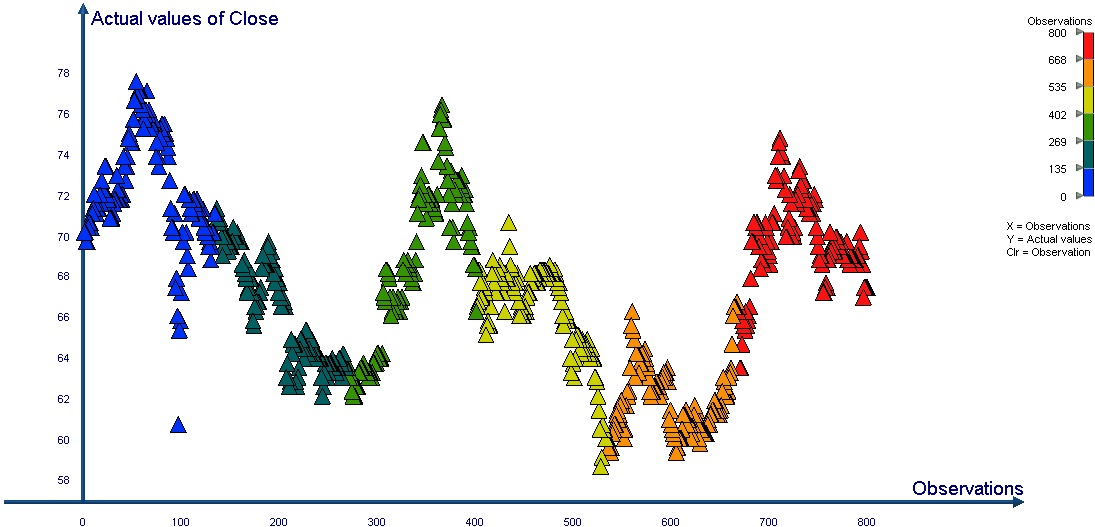 Actual values of Close
Observations
800
668
535
402
269
135
0
78
76
74
72
70
68
66
64
62
60
58
X = Observations
Y = Actual values
Clr = Observation
Observations
0 100 200 300 400 500 600 700 800